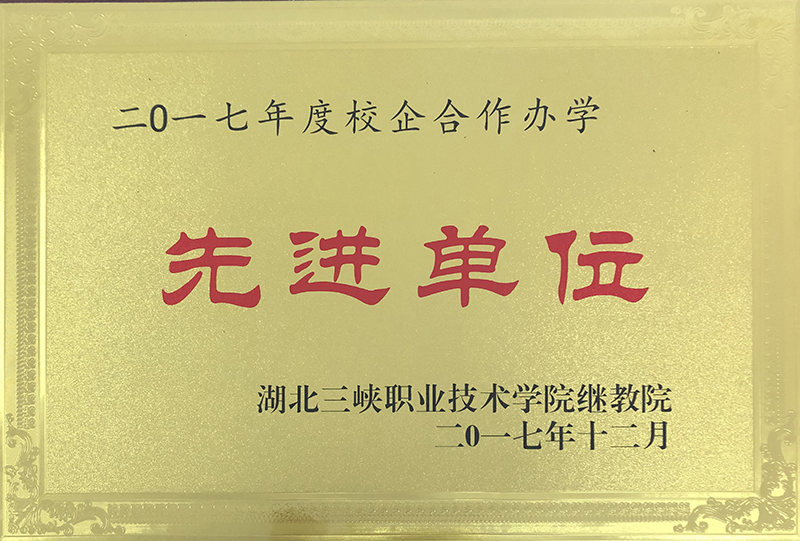 二0一七年度校企合作办学
先进单位
湖北三峡职业技术学院继教院
二0一七年十二月